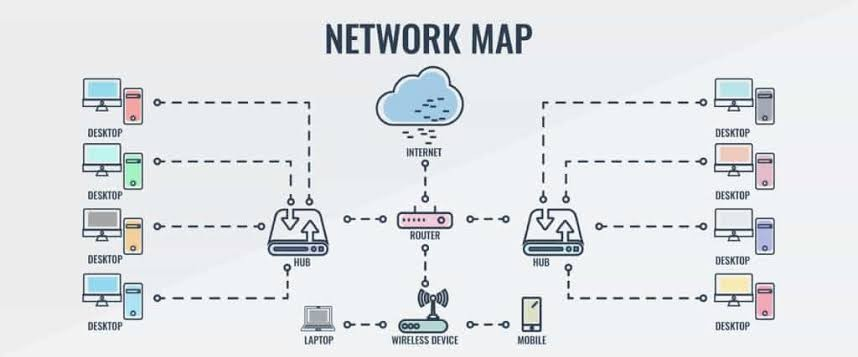 NETWORK MAP
INTERNET
DESKTOP
DESKTOP
DESKTOP
DESKTOP
HUB
ROUTER
HUB
DESKTOP
DESKTOP
DESKTOP
DESKTOP
LAPTOP
WIRELESS DEVICE
MOBILE